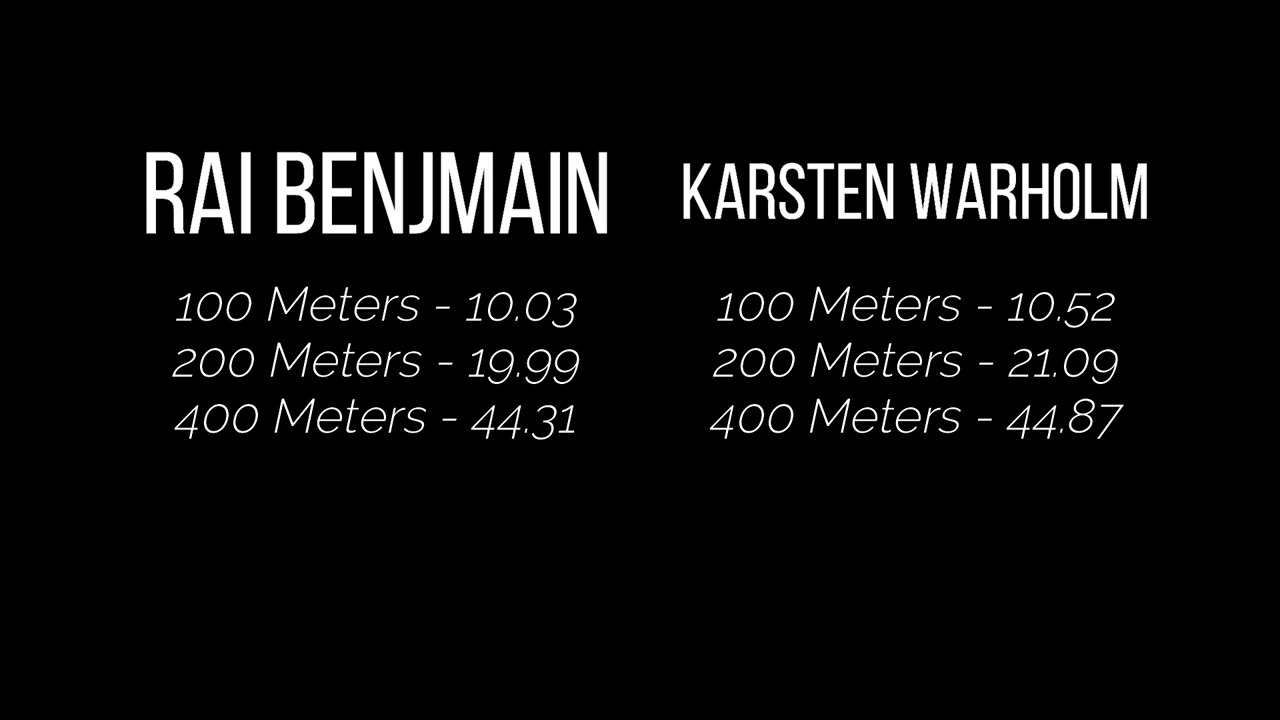 RAI BENJMAIN
100 Meters - 10.03
200 Meters - 19.99
400 Meters - 44.31
KARSTEN WARHOLM
100 Meters - 10.52
200 Meters - 21.09
400 Meters - 44.87